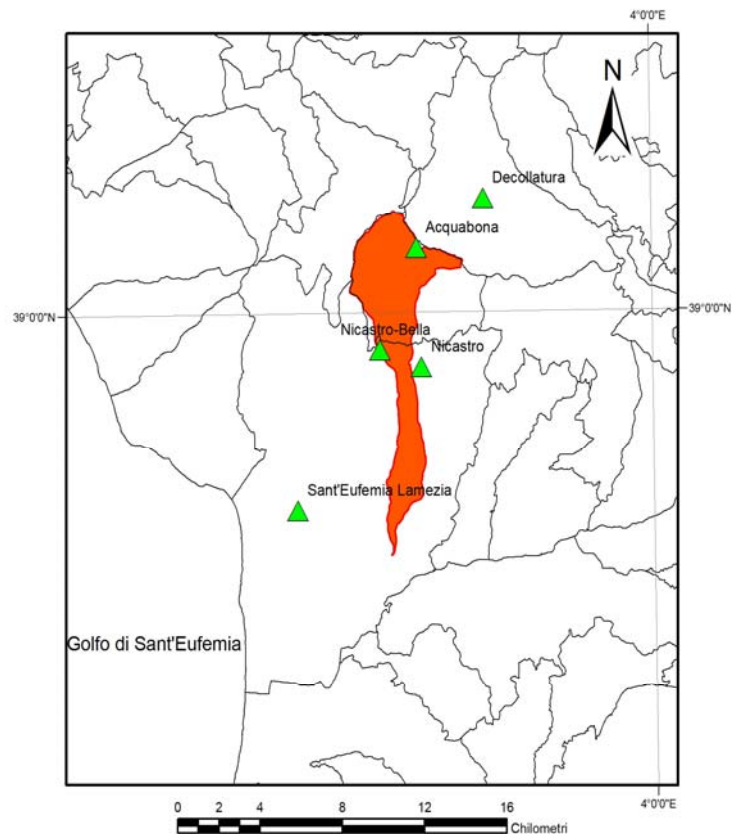 4°0'0"E
N
Decollatura
Acquabona
39°0'0"N
39°0'0"N
Nicastro-Bella
Nicastro
Sant'Eufemia Lamezia
Golfo di Sant'Eufemia
4°0'0"E
0 2 4 8 12 16
Chilometri